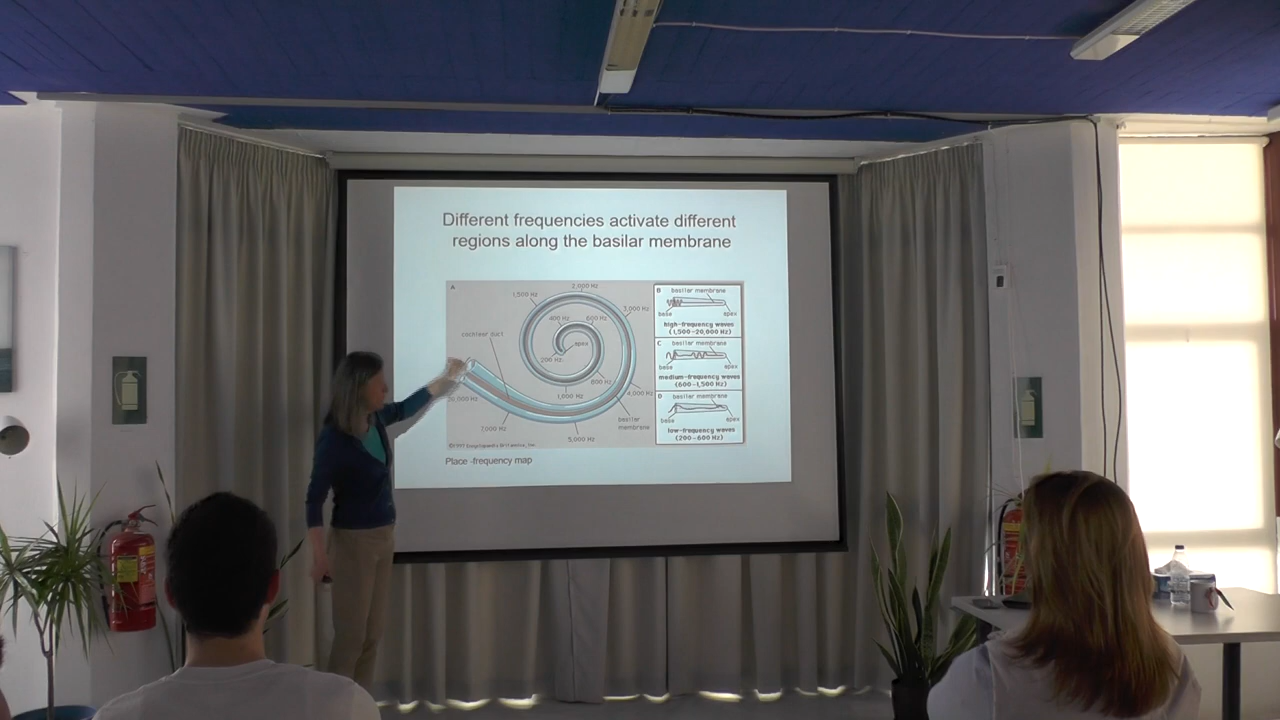 Different frequencies activate different
regions along the basilar membrane
A
2,000 Hz
1,500 Hz
3,000 Hz
400 Hz
600 Hz
cochlear duct
apex
200 Hz
800 Hz
1,000 Hz
4,000 Hz
20,000 Hz
basilar
membrane
7,000 Hz
5,000 Hz
B
basilar membrane
base
apex
high-frequency waves
(1,500-20,000 Hz)
C
basilar membrane
base
apex
medium-frequency waves
(600-1,500 Hz)
D
basilar membrane
base
apex
low-frequency waves
(200-600 Hz)
©1997 Encyclopaedia Britannica, Inc.
Place -frequency map